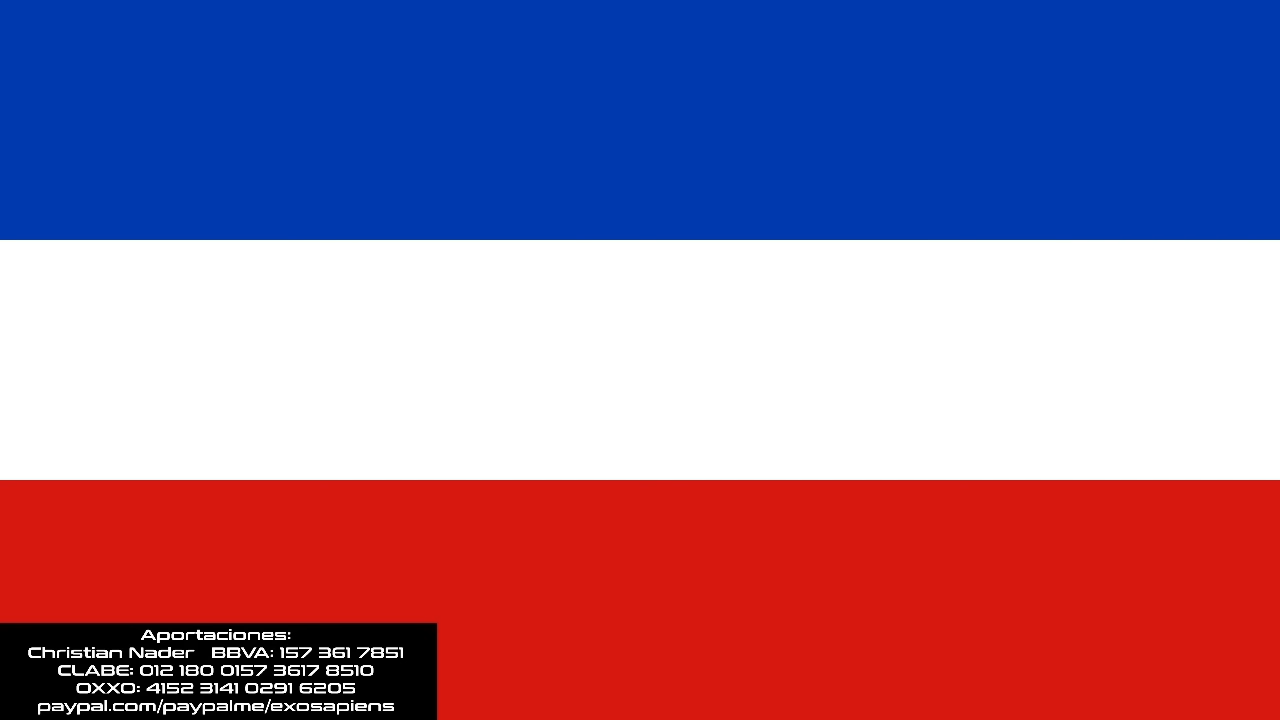 Aportaciones:
Christian Nader BBVA: 157 361 7851
CLABE: 012 180 0157 3617 8510
OXXO: 4152 3141 0291 6205
paypal.com/paypalme/exosapiens